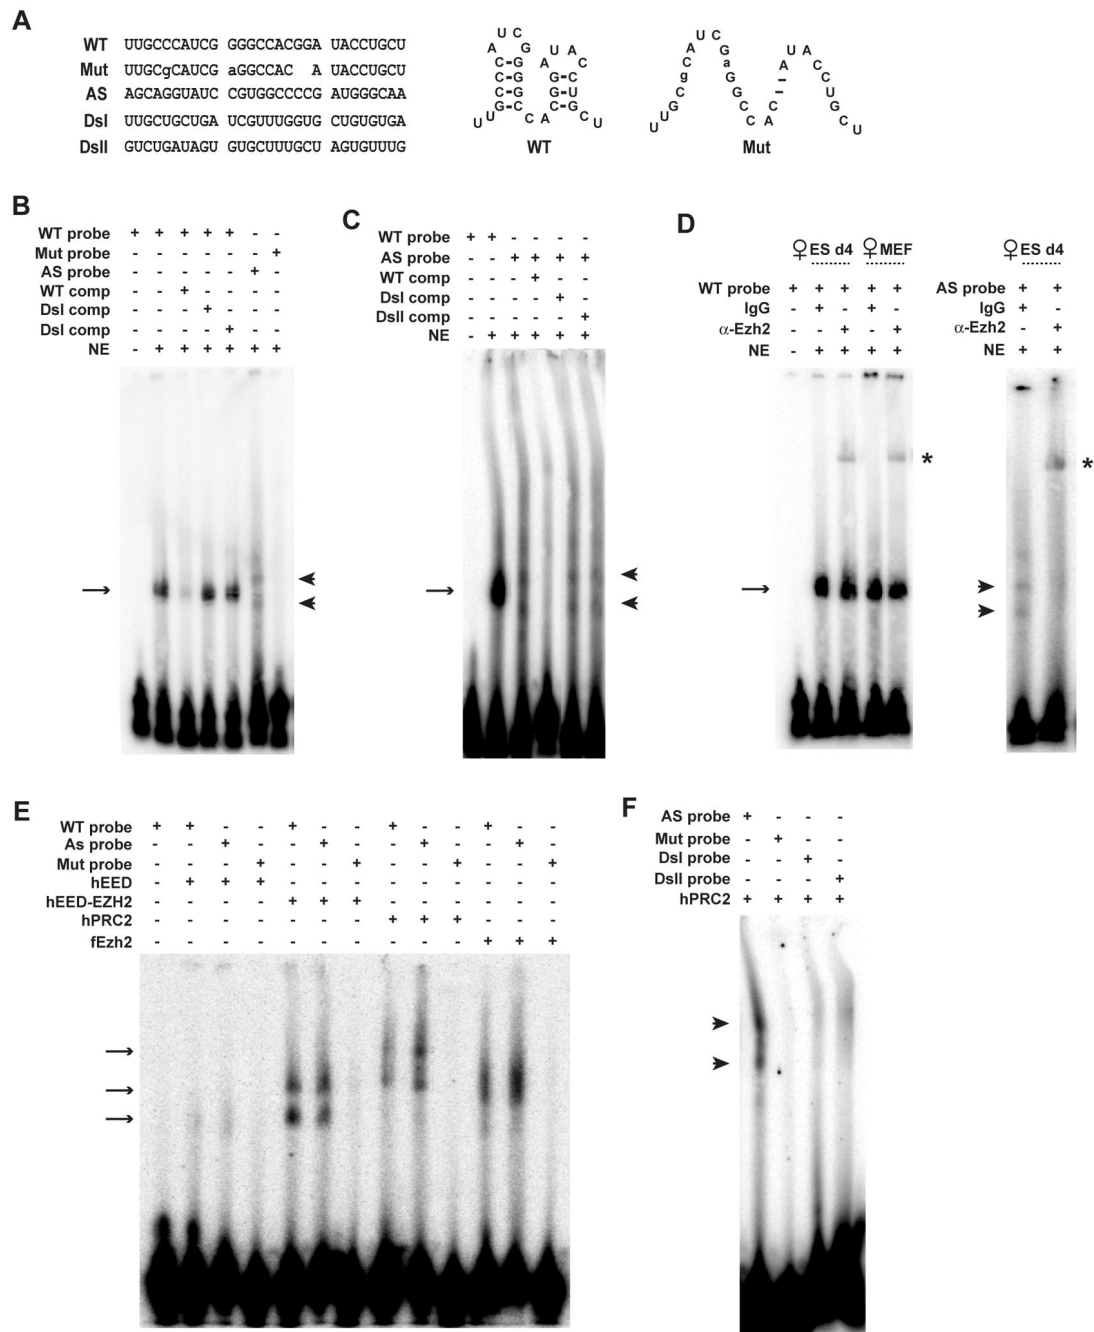 A
WT UUGCCCAUCG GGGCCACGGA UACCUGCU
Mut UUGCgCAUCG aGGCCAC A UACCUGCU
AS AGCAGGUAUC CGUGGCCCCG AUGGGCAA
DsI UUGCUGCUGA UCGUUUGGUG CUGUGUGA
DsII GUCUGAUAGU GUGCUUUGCU AGUGUUUG
WT
Mut
B
WT probe + + + + + - -
Mut probe - - - - - - +
AS probe - - - - - + -
WT comp - - + - - - -
DsI comp - - - + - - -
DsI comp - - - - + - -
NE - + + + + + +
C
WT probe + + - - - -
AS probe - - + + + +
WT comp - - - + - -
DsI comp - - - - + -
DsII comp - - - - - +
NE - + + + + +
D
♀ES d4 ♀MEF
WT probe + + + + +
IgG - + - + -
α-Ezh2 - - + - +
NE - + + + +
*
♀ES d4
AS probe + +
IgG + -
α-Ezh2 - +
NE + +
*
E
WT probe + + - - + - - + - - + - -
As probe - - + - - + - - + - - + -
Mut probe - - - + - - + - - + - - +
hEED - + + + - - - - - - - - -
hEED-EZH2 - - - - + + + - - - - - -
hPRC2 - - - - - - - + + + - - -
fEzh2 - - - - - - - - - - + + +
F
AS probe + - - -
Mut probe - + - -
DsI probe - - + -
DsII probe - - - +
hPRC2 + + + +